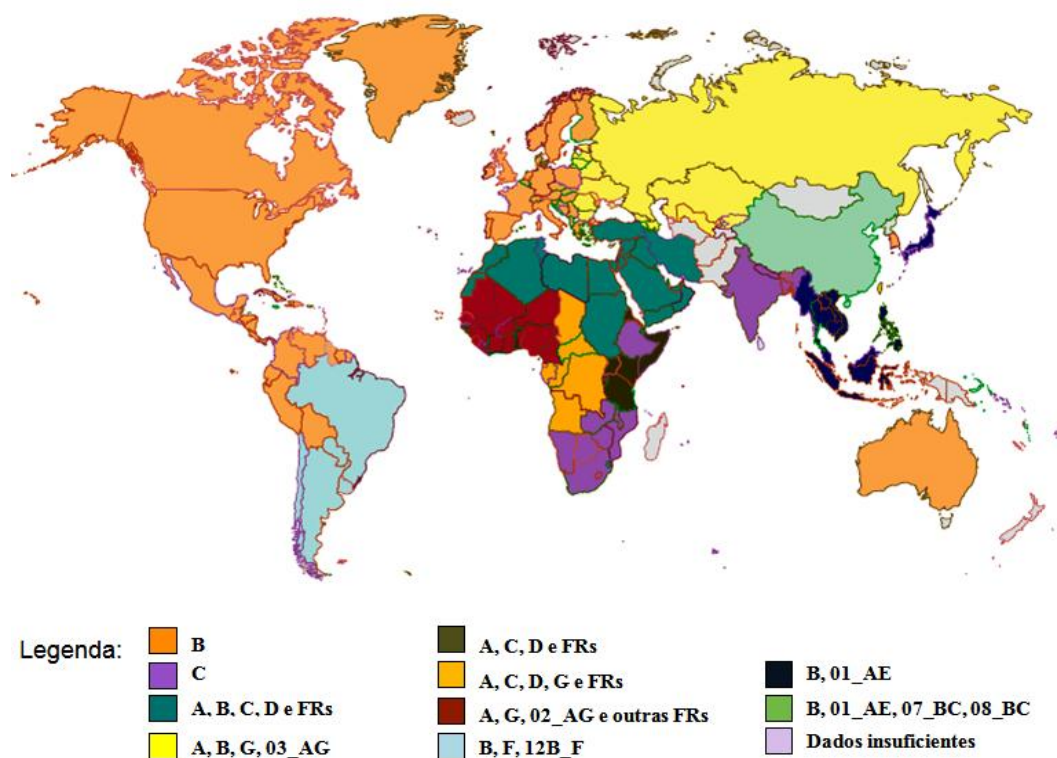 Legenda:
B
C
A, B, C, D e FRs
A, B, G, 03_AG
A, C, D e FRs
A, C, D, G e FRs
A, G, 02_AG e outras FRs
B, F, 12B_F
B, 01_AE
B, 01_AE, 07_BC, 08_BC
Dados insuficientes